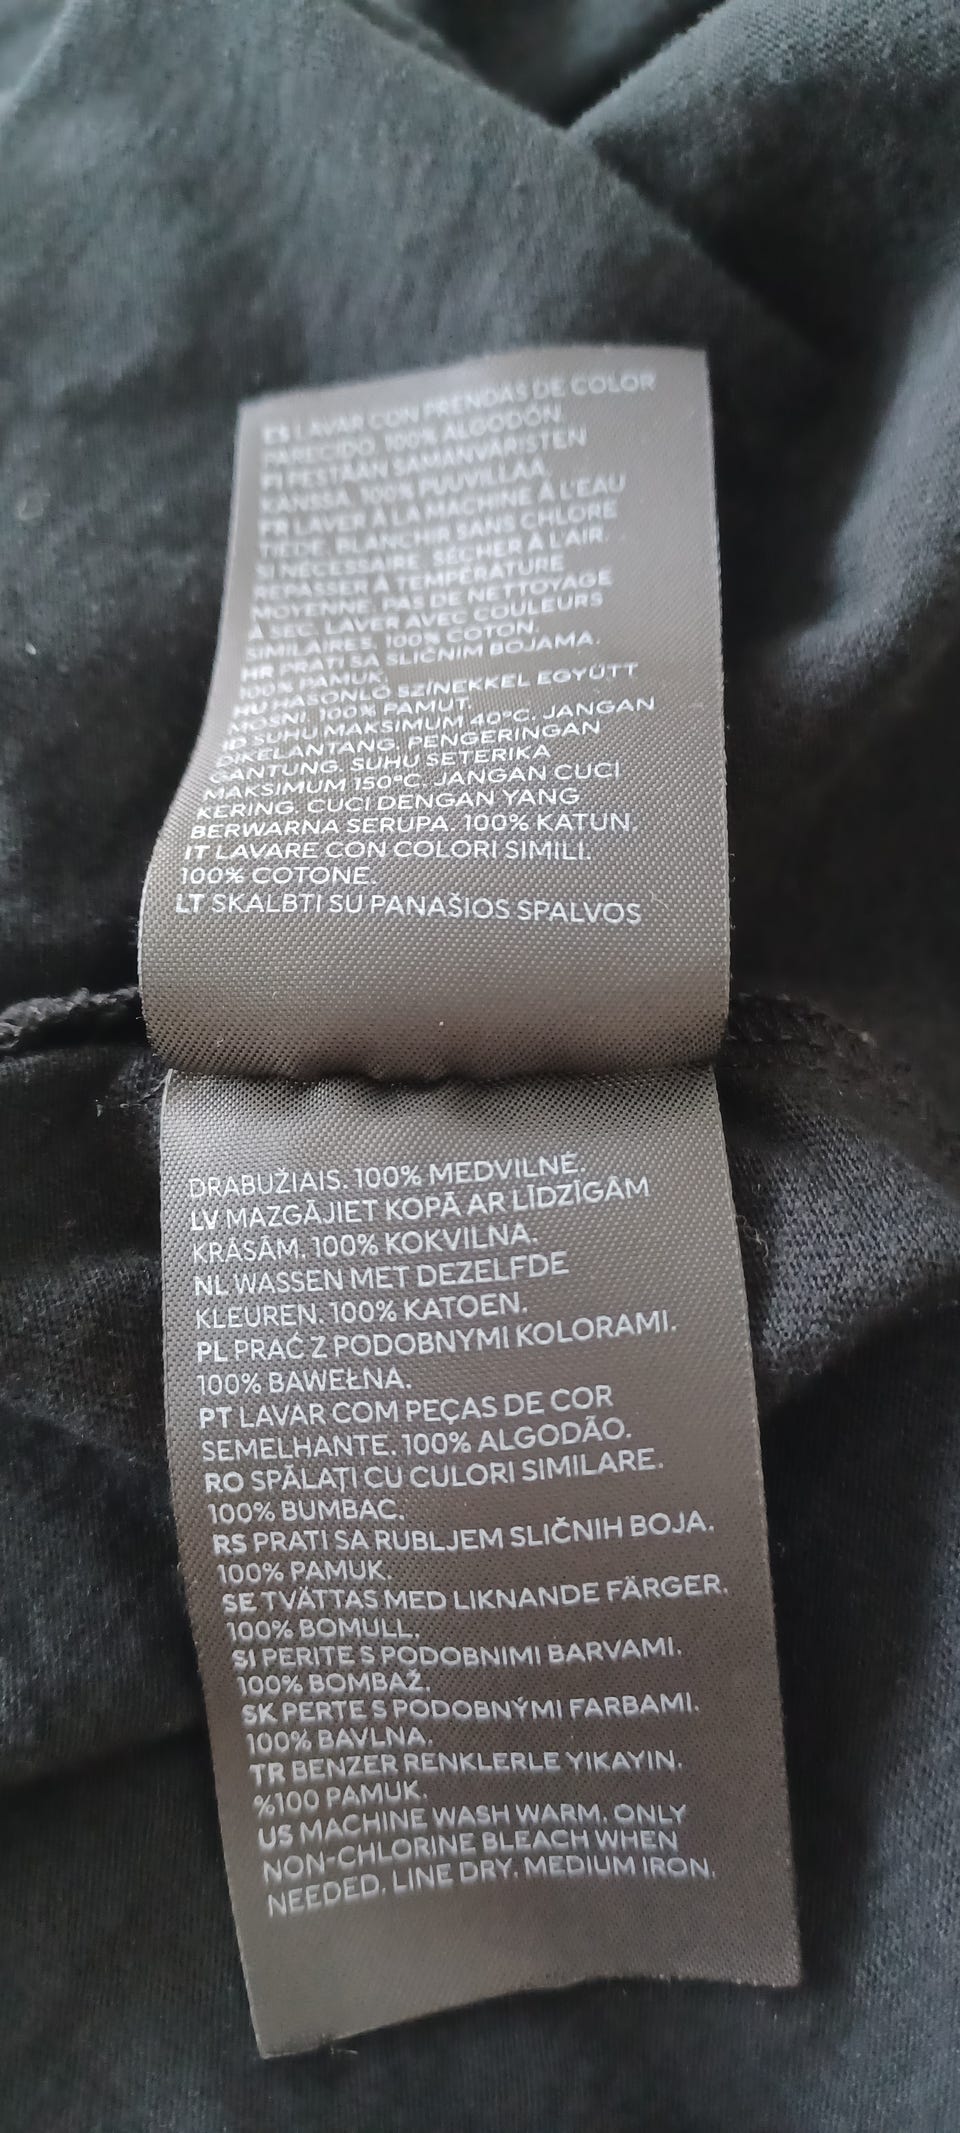 ES LAVAR CON PRENDAS DE COLOR
PARECIDO. 100% ALGODÓN.
FI PESTÄÄN SAMANVÄRISTEN
KANSSA. 100% PUUVILLAA.
FR LAVER À LA MACHINE À L'EAU
TIÈDE. BLANCHIR SANS CHLORE
SI NÉCESSAIRE. SÉCHER À L'AIR.
REPASSER À TEMPÉRATURE
MOYENNE. PAS DE NETTOYAGE
À SEC. LAVER AVEC COULEURS
SIMILAIRES. 100% COTON.
HR PRATI SA SLIČNIM BOJAMA.
100% PAMUK.
HU HASONLÓ SZÍNEKKEL EGYÜTT
MOSNI. 100% PAMUT.
ID SUHU MAKSIMUM 40°C. JANGAN
DIKELANTANG. PENGERINGAN
GANTUNG. SUHU SETERIKA
MAKSIMUM 150°C. JANGAN CUCI
KERING. CUCI DENGAN YANG
BERWARNA SERUPA. 100% KATUN.
IT LAVARE CON COLORI SIMILI.
100% COTONE.
LT SKALBTI SU PANAŠIOS SPALVOS
DRABUŽIAIS. 100% MEDVILNĖ.
LV MAZGĀJIET KOPĀ AR LĪDZĪGĀM
KRĀSĀM. 100% KOKVILNA.
NL WASSEN MET DEZELFDE
KLEUREN. 100% KATOEN.
PL PRAĆ Z PODOBNYMI KOLORAMI.
100% BAWEŁNA.
PT LAVAR COM PEÇAS DE COR
SEMELHANTE. 100% ALGODÃO.
RO SPĂLAȚI CU CULORI SIMILARE.
100% BUMBAC.
RS PRATI SA RUBLJEM SLIČNIH BOJA.
100% PAMUK.
SE TVÄTTAS MED LIKNANDE FÄRGER.
100% BOMULL.
SI PERITE S PODOBNIMI BARVAMI.
100% BOMBAŽ.
SK PERTE S PODOBNÝMI FARBAMI.
100% BAVLNA.
TR BENZER RENKLERLE YIKAYIN.
%100 PAMUK.
US MACHINE WASH WARM. ONLY
NON-CHLORINE BLEACH WHEN
NEEDED. LINE DRY. MEDIUM IRON.